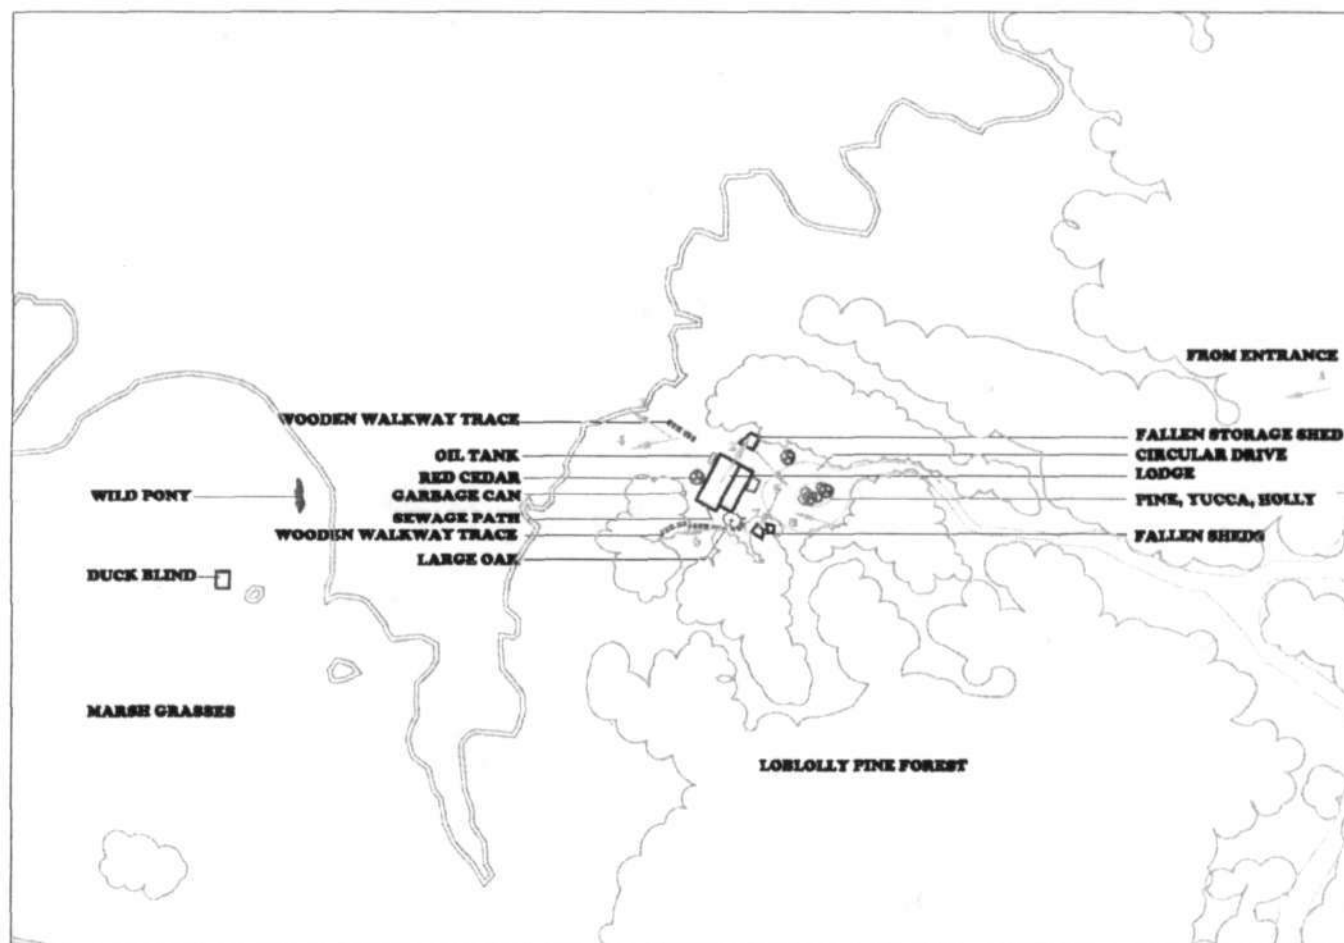 FROM ENTRANCE
WOODEN WALKWAY TRACE
FALLEN STORAGE SHED
OIL TANK
CIRCULAR DRIVE
RED CEDAR
LODGE
WILD PONY
GARBAGE CAN
PINE, YUCCA, HOLLY
SEWAGE PATH
WOODEN WALKWAY TRACE
FALLEN SHEDS
LARGE OAK
DUCK BLIND
MARSH GRASSES
LOBLOLLY PINE FOREST